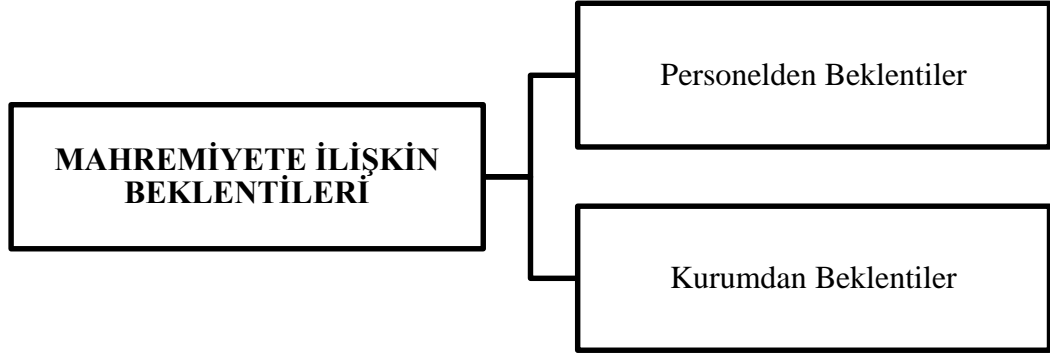 MAHREMİYETE İLİŞKİN
BEKLENTİLERİ
Personelden Beklentiler
Kurumdan Beklentiler